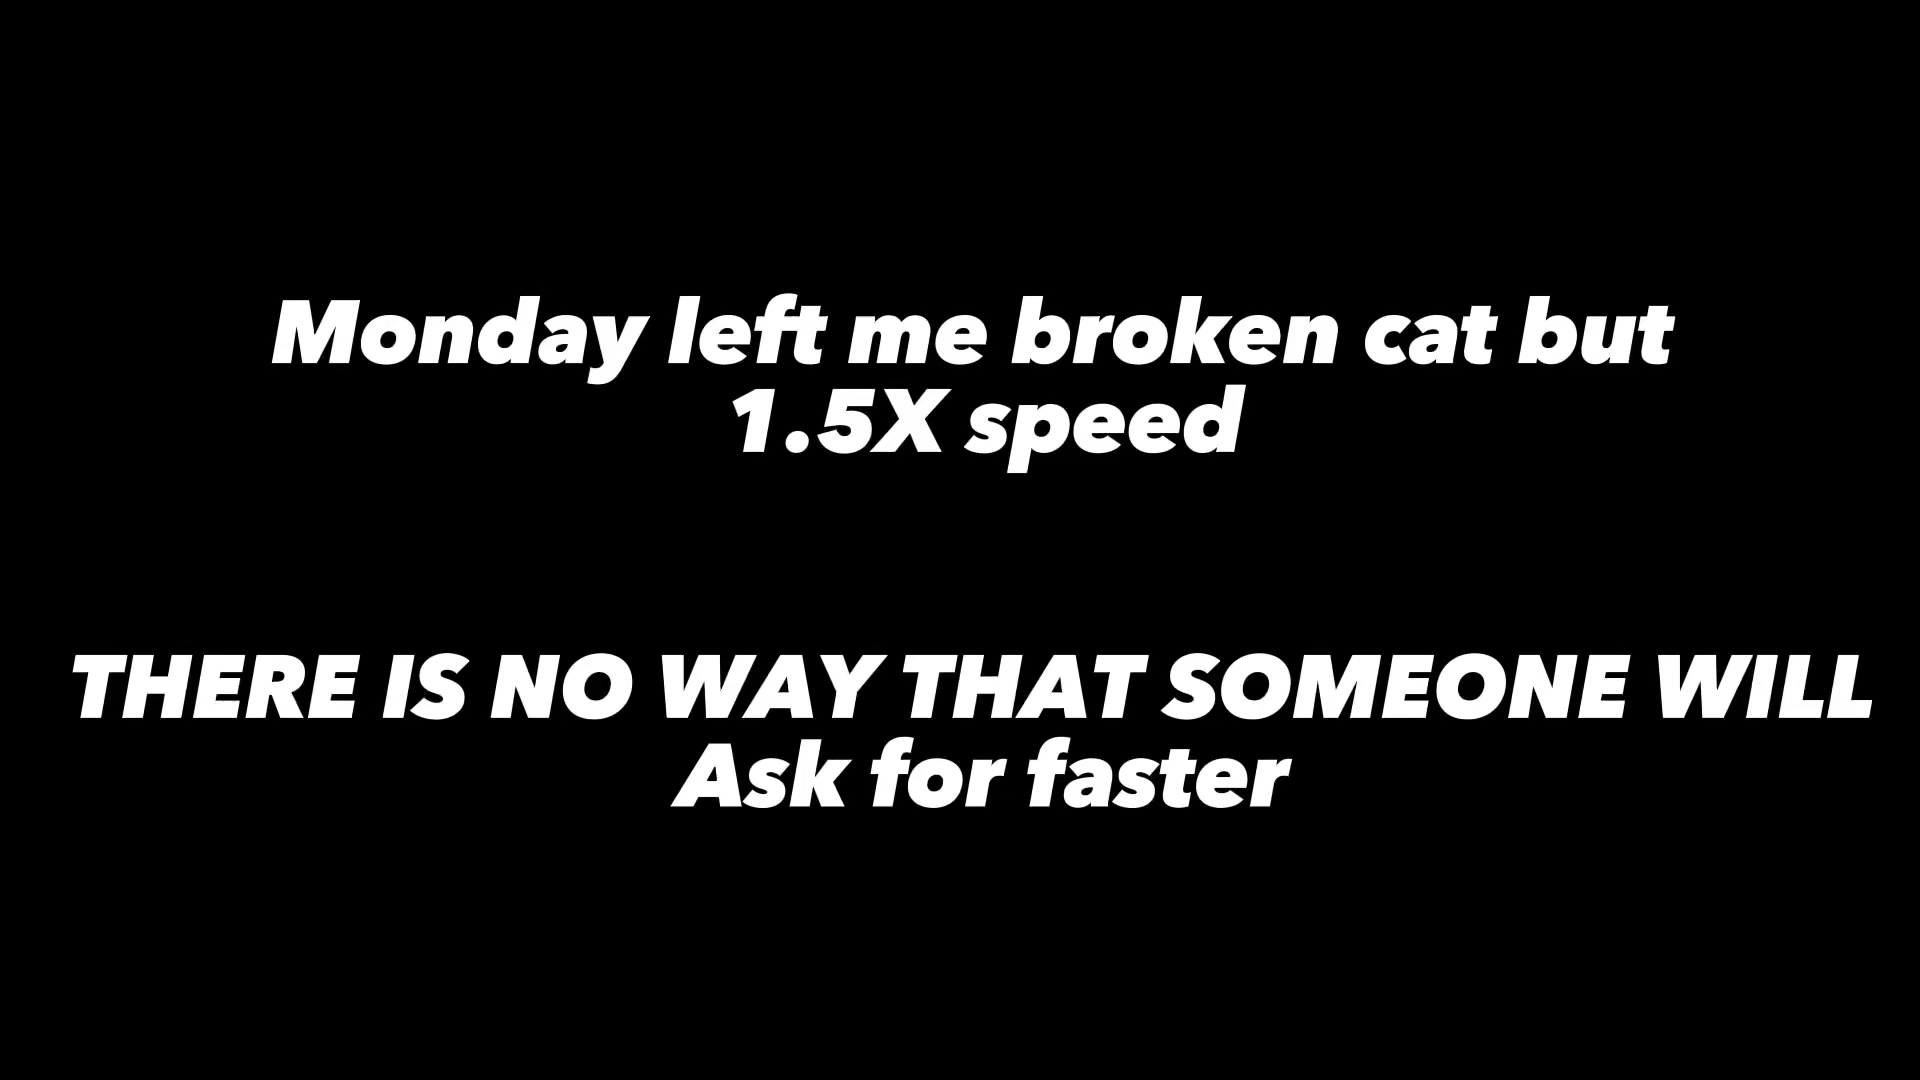 Monday left me broken cat but
1.5X speed
THERE IS NO WAY THAT SOMEONE WILL
Ask for faster